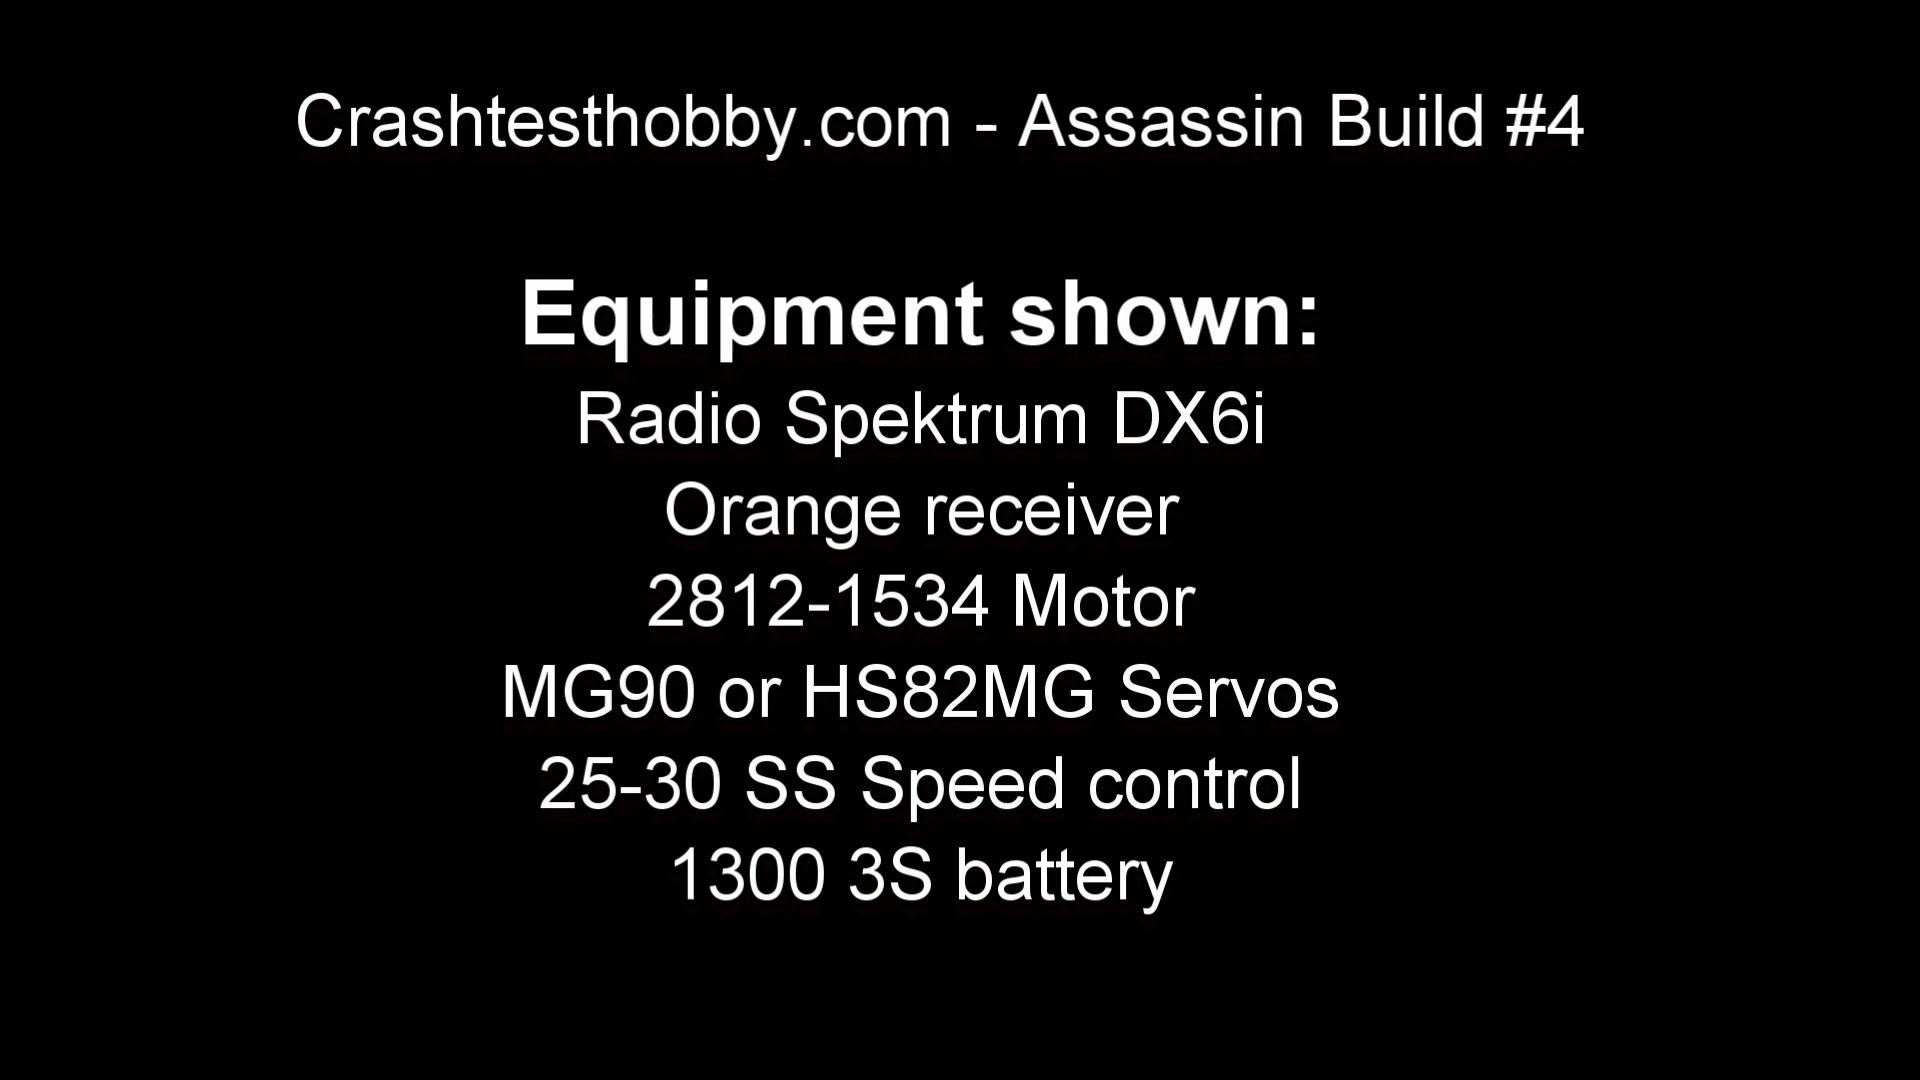 Crashtesthobby.com - Assassin Build #4
Equipment shown:
Radio Spektrum DX6i
Orange receiver
2812-1534 Motor
MG90 or HS82MG Servos
25-30 SS Speed control
1300 3S battery